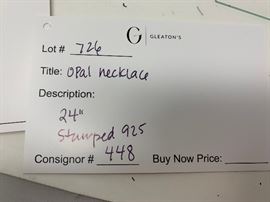 G | GLEATON'S
Lot # 726
Title: opal necklace
Description:
24"
Stamped 925
Consignor # 448 Buy Now Price: